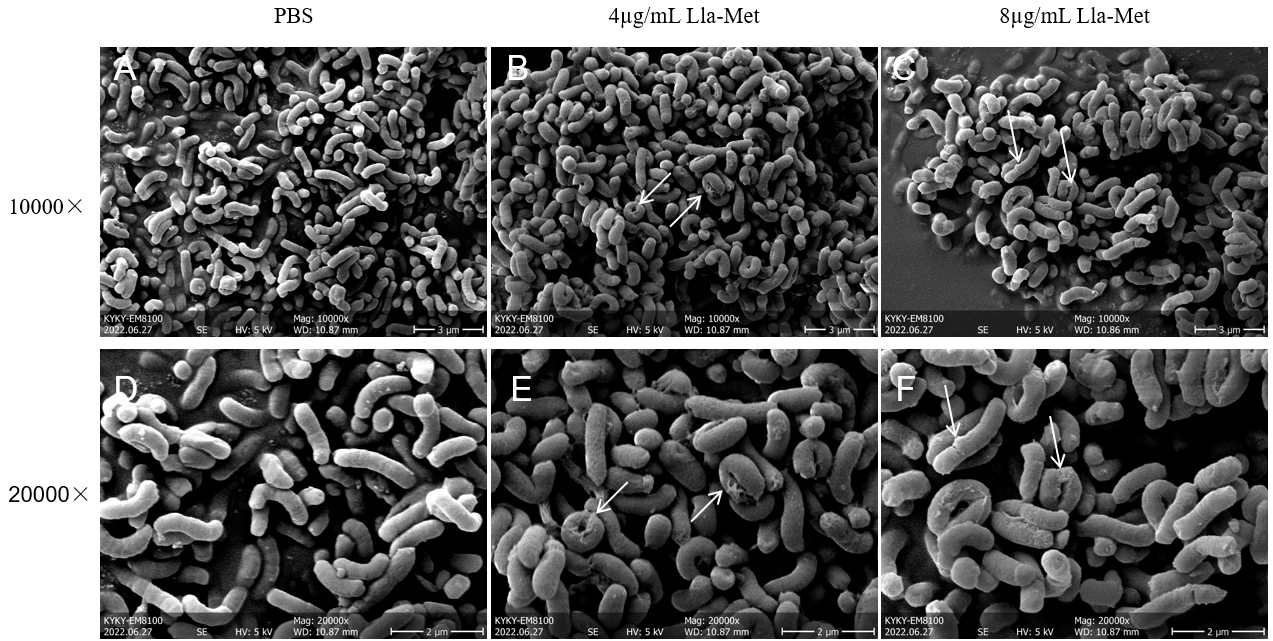 PBS 4μg/mL Lla-Met 8μg/mL Lla-Met
10000×
A B C
KYKY-EM8100 Mag: 10000x
2022.06.27 SE HV: 5 kV WD: 10.87 mm 3 μm
KYKY-EM8100 Mag: 10000x
2022.06.27 SE HV: 5 kV WD: 10.87 mm 3 μm
KYKY-EM8100 Mag: 10000x
2022.06.27 SE HV: 5 kV WD: 10.86 mm 3 μm
20000×
D E F
KYKY-EM8100 Mag: 20000x
2022.06.27 SE HV: 5 kV WD: 10.87 mm 2 μm
KYKY-EM8100 Mag: 20000x
2022.06.27 SE HV: 5 kV WD: 10.87 mm 2 μm
KYKY-EM8100 Mag: 20000x
2022.06.27 SE HV: 5 kV WD: 10.87 mm 2 μm